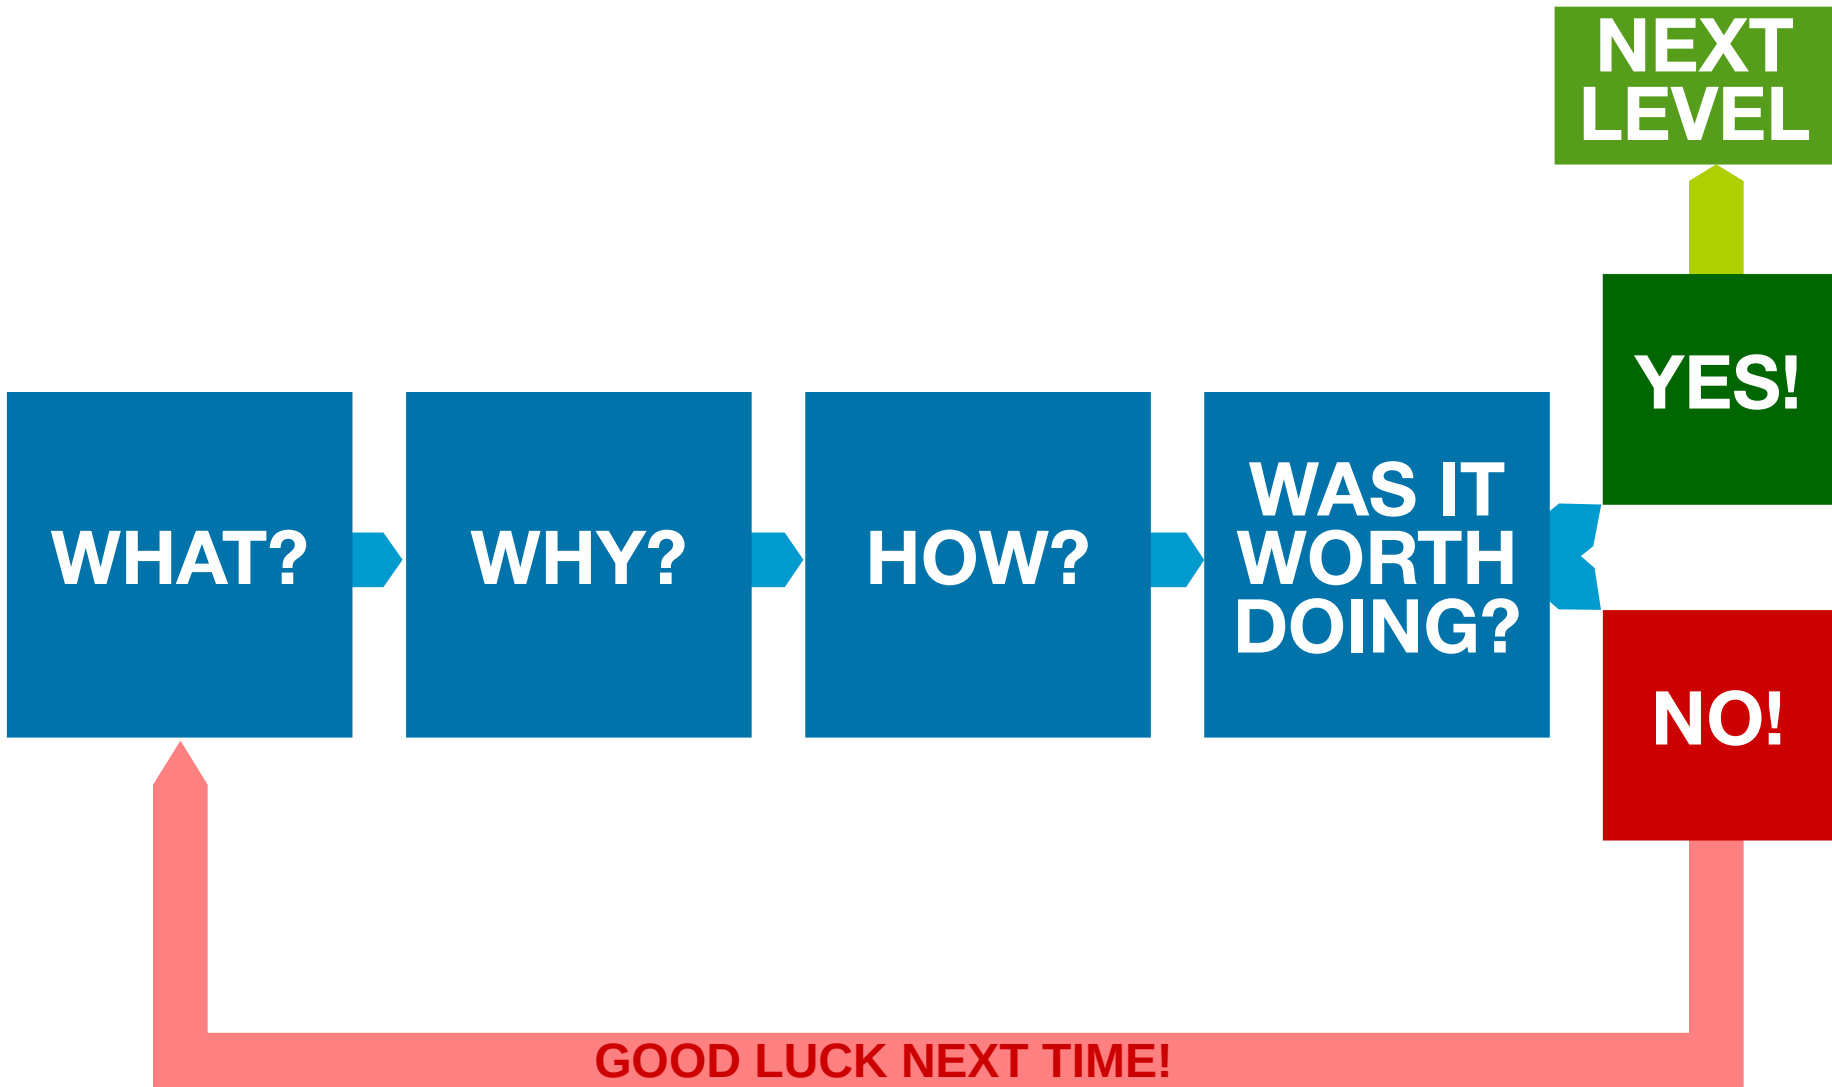 NEXT
LEVEL
YES!
WHAT?
WHY?
HOW?
WAS IT
WORTH
DOING?
NO!
GOOD LUCK NEXT TIME!